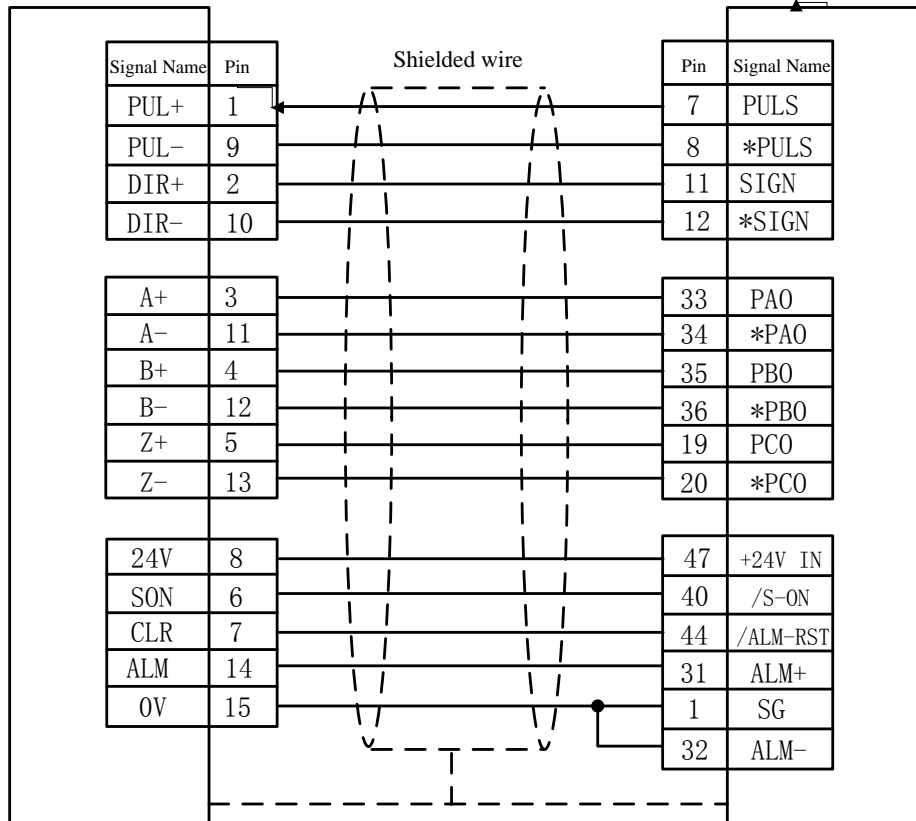 Shielded wire
Signal Name Pin Pin Signal Name
PUL+ 1 7 PULS
PUL- 9 8 *PULS
DIR+ 2 11 SIGN
DIR- 10 12 *SIGN
A+ 3 33 PAO
A- 11 34 *PAO
B+ 4 35 PBO
B- 12 36 *PBO
Z+ 5 19 PCO
Z- 13 20 *PCO
24V 8 47 +24V IN
SON 6 40 /S-ON
CLR 7 44 /ALM-RST
ALM 14 31 ALM+
0V 15 1 SG
32 ALM-